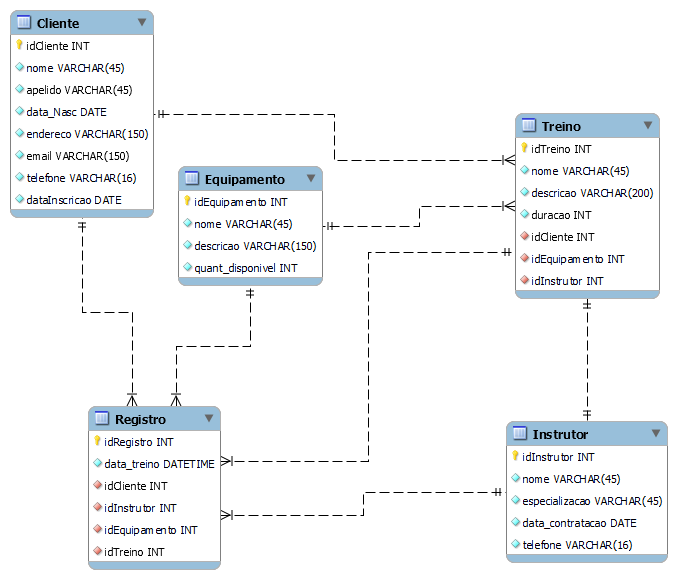 Cliente
idCliente INT
nome VARCHAR(45)
apelido VARCHAR(45)
data_Nasc DATE
endereco VARCHAR(150)
email VARCHAR(150)
telefone VARCHAR(16)
dataInscricao DATE
Equipamento
idEquipamento INT
nome VARCHAR(45)
descricao VARCHAR(150)
quant_disponivel INT
Treino
idTreino INT
nome VARCHAR(45)
descricao VARCHAR(200)
duracao INT
idCliente INT
idEquipamento INT
idInstrutor INT
Registro
idRegistro INT
data_treino DATETIME
idCliente INT
idInstrutor INT
idEquipamento INT
idTreino INT
Instrutor
idInstrutor INT
nome VARCHAR(45)
especializacao VARCHAR(45)
data_contratacao DATE
telefone VARCHAR(16)